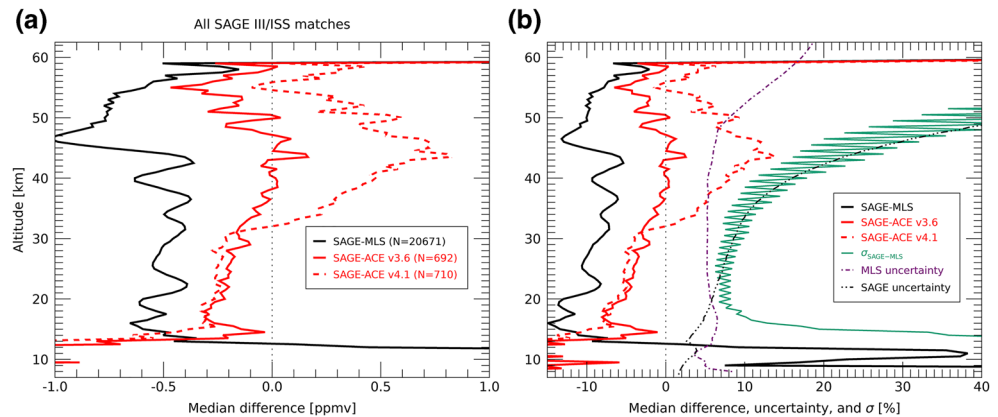 (a)
All SAGE III/ISS matches
60
50
40
30
20
10
Altitude [km]
SAGE-MLS (N=20671)
SAGE-ACE v3.6 (N=692)
SAGE-ACE v4.1 (N=710)
-1.0 -0.5 0.0 0.5 1.0
Median difference [ppmv]
(b)
60
50
40
30
20
10
SAGE-MLS
SAGE-ACE v3.6
SAGE-ACE v4.1
σSAGE−MLS
MLS uncertainty
SAGE uncertainty
-10 0 10 20 30 40
Median difference, uncertainty, and σ [%]